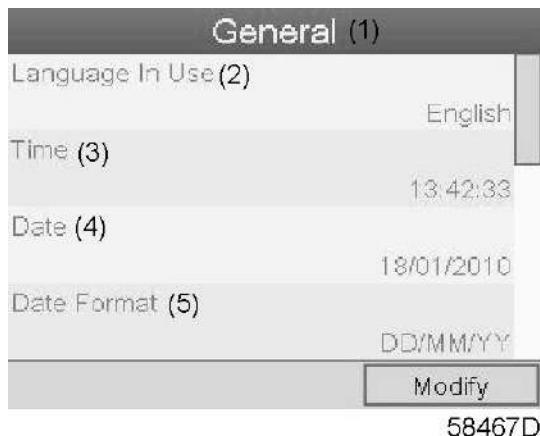 General (1)
Language In Use (2)
English
Time (3)
13:42:33
Date (4)
18/01/2010
Date Format (5)
DD/MM/YY
Modify
58467D